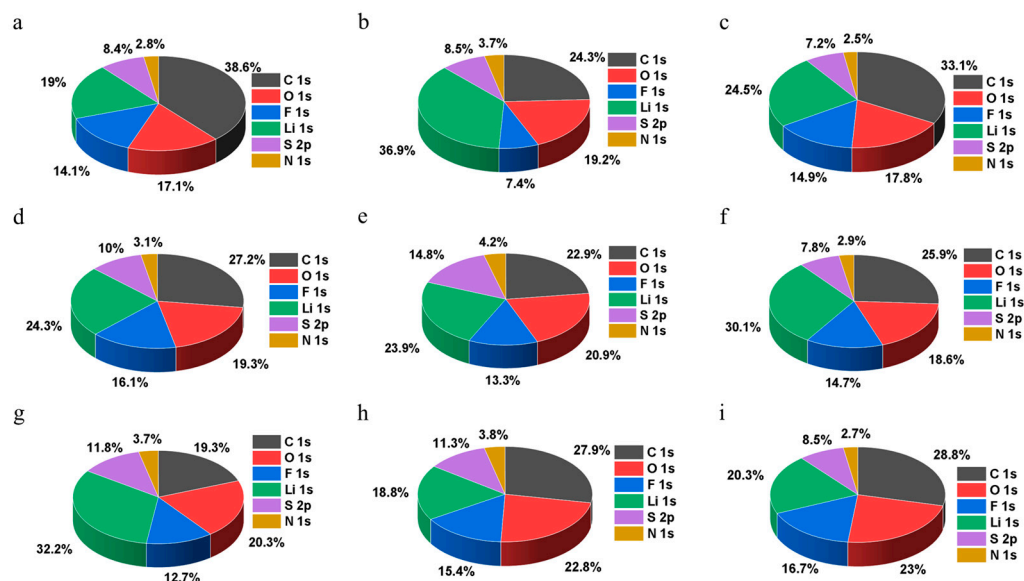 a
8.4%
2.8%
38.6%
19%
14.1%
17.1%
C 1s
O 1s
F 1s
Li 1s
S 2p
N 1s
b
8.5%
3.7%
24.3%
36.9%
7.4%
19.2%
C 1s
O 1s
F 1s
Li 1s
S 2p
N 1s
c
7.2%
2.5%
33.1%
24.5%
14.9%
17.8%
C 1s
O 1s
F 1s
Li 1s
S 2p
N 1s
d
10%
3.1%
27.2%
24.3%
16.1%
19.3%
C 1s
O 1s
F 1s
Li 1s
S 2p
N 1s
e
14.8%
4.2%
22.9%
23.9%
13.3%
20.9%
C 1s
O 1s
F 1s
Li 1s
S 2p
N 1s
f
7.8%
2.9%
25.9%
30.1%
14.7%
18.6%
C 1s
O 1s
F 1s
Li 1s
S 2p
N 1s
g
11.8%
3.7%
19.3%
32.2%
12.7%
20.3%
C 1s
O 1s
F 1s
Li 1s
S 2p
N 1s
h
11.3%
3.8%
27.9%
18.8%
15.4%
22.8%
C 1s
O 1s
F 1s
Li 1s
S 2p
N 1s
i
8.5%
2.7%
28.8%
20.3%
16.7%
23%
C 1s
O 1s
F 1s
Li 1s
S 2p
N 1s